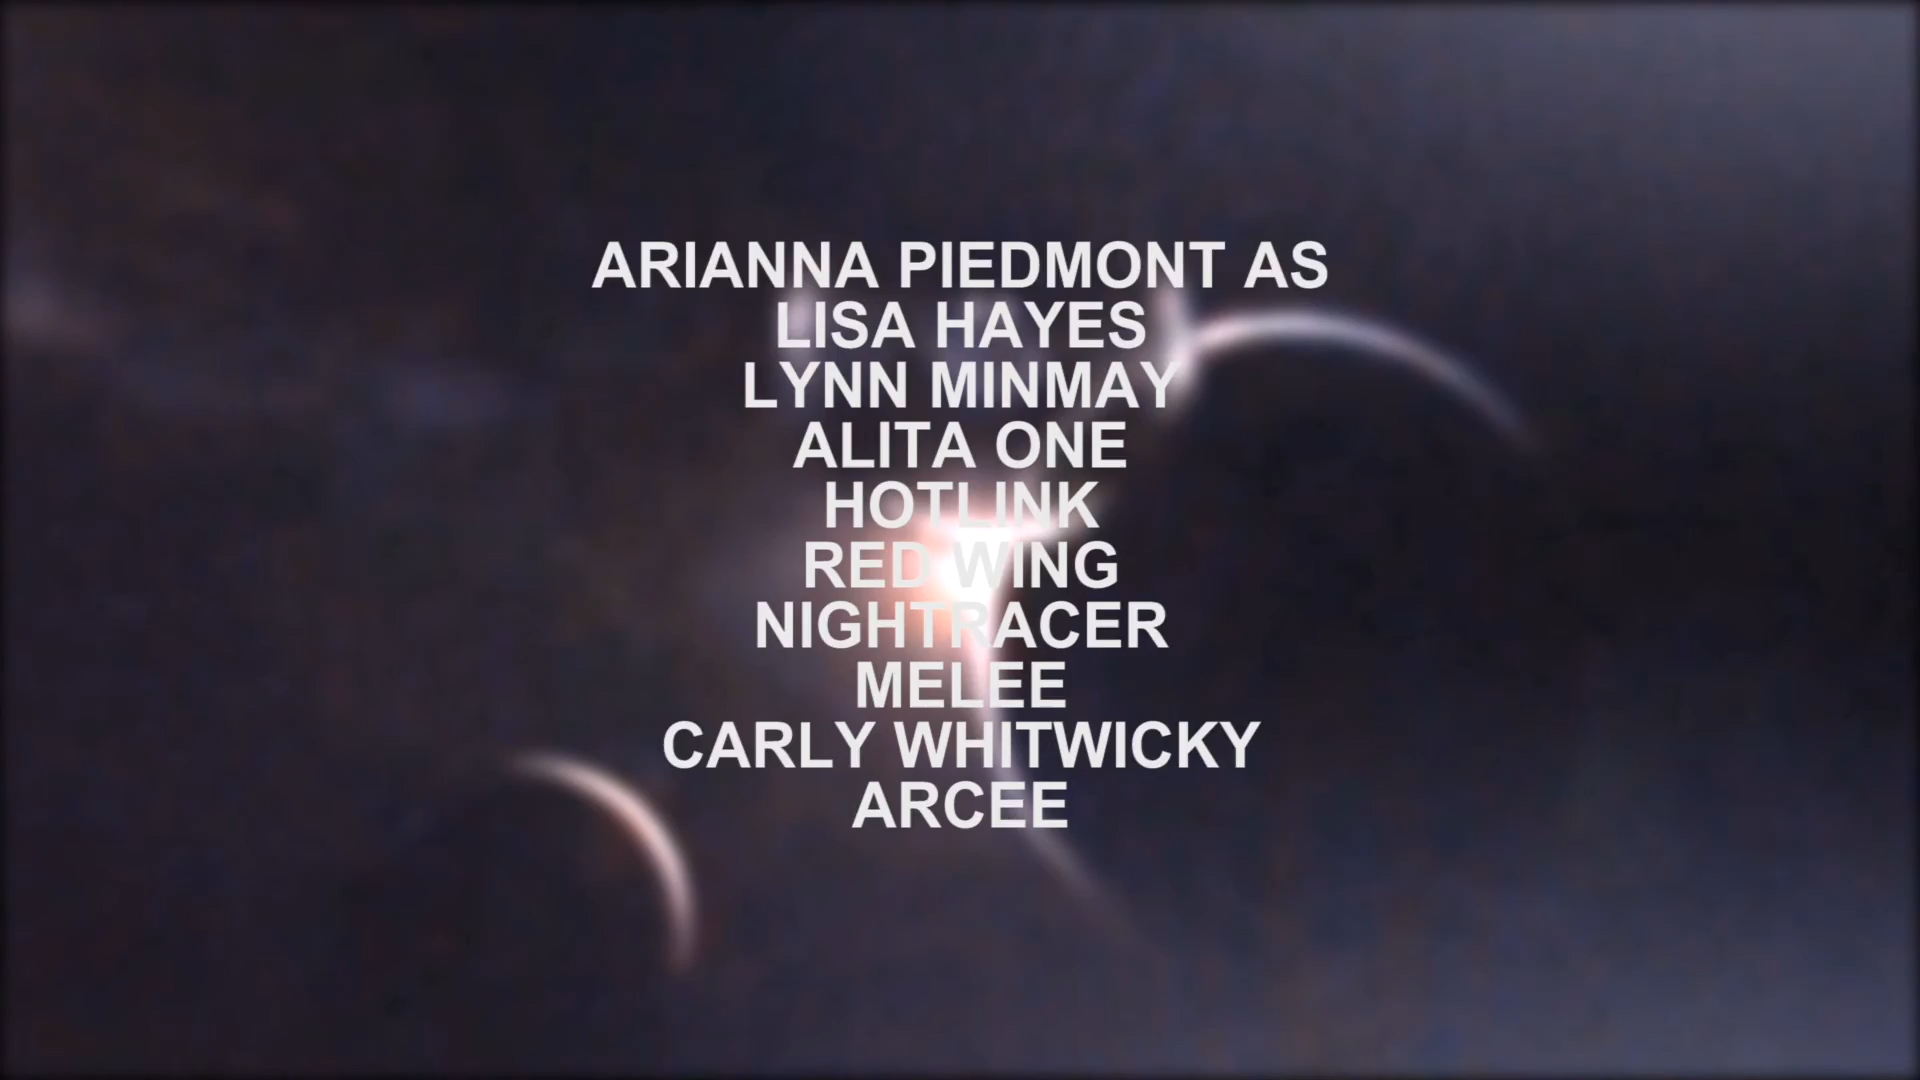 ARIANNA PIEDMONT AS
LISA HAYES
LYNN MINMAY
ALITA ONE
HOTLINK
RED WING
NIGHTRACER
MELEE
CARLY WHITWICKY
ARCEE